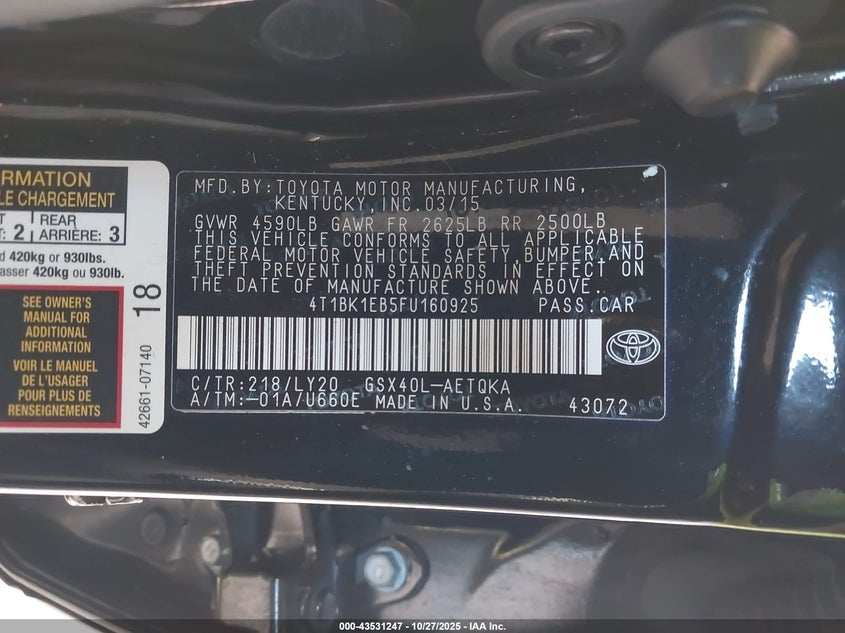 RMATION
LE CHARGEMENT
T: 2 REAR ARRIÈRE: 3
d 420kg or 930lbs.
asser 420kg ou 930lb.
SEE OWNER'S
MANUAL FOR
ADDITIONAL
INFORMATION
VOIR LE MANUEL
DE L'USAGER
POUR PLUS DE
RENSEIGNEMENTS
42661-07140
18
MFD.BY:TOYOTA MOTOR MANUFACTURING,
KENTUCKY,INC.03/15
GVWR 4590LB GAWR FR 2625LB RR 2500LB
THIS VEHICLE CONFORMS TO ALL APPLICABLE
FEDERAL MOTOR VEHICLE SAFETY,BUMPER,AND
THEFT PREVENTION STANDARDS IN EFFECT ON
THE DATE OF MANUFACTURE SHOWN ABOVE.
4T1BK1EB5FU160925 PASS.CAR
C/TR:218/LY20 GSX40L-AETQKA
A/TM:-01A/U660E MADE IN U.S.A. 43072
000-43531247 - 10/27/2025 - IAA Inc.